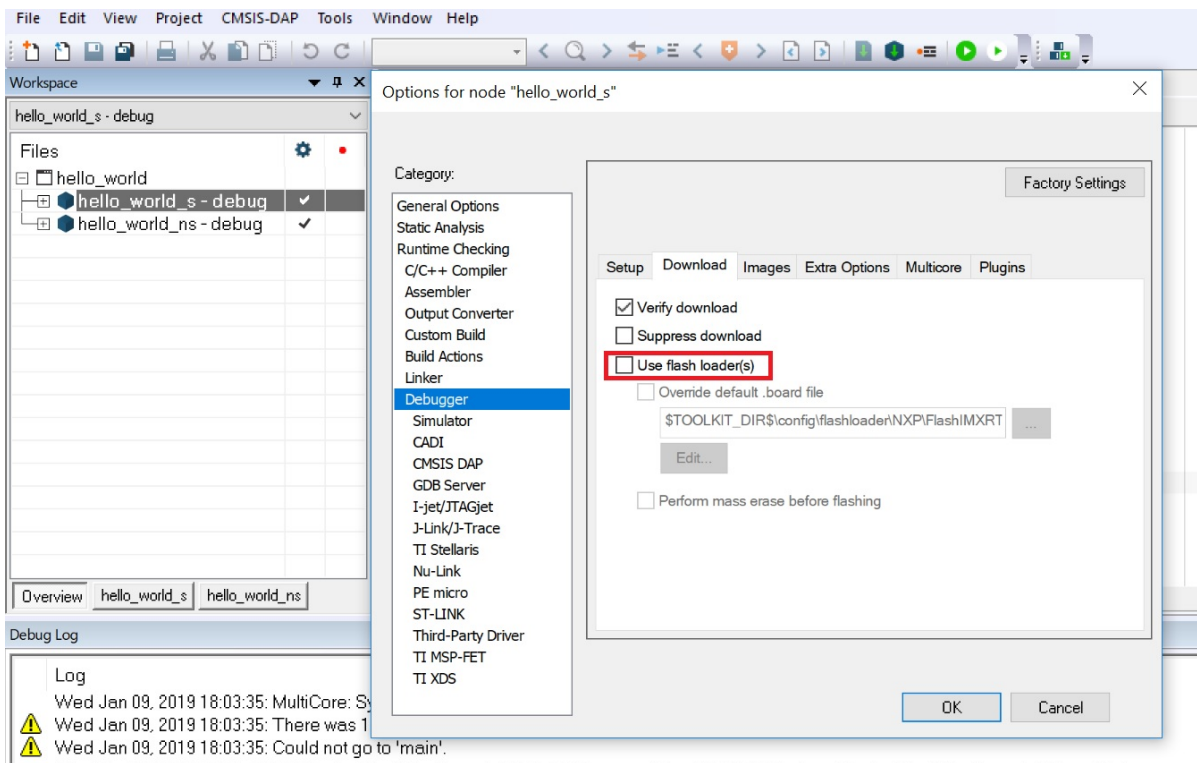 File Edit View Project CMSIS-DAP Tools Window Help
Workspace
hello_world_s - debug
Files
hello_world
hello_world_s - debug
hello_world_ns - debug
Overview hello_world_s hello_world_ns
Options for node "hello_world_s"
Category:
General Options
Static Analysis
Runtime Checking
C/C++ Compiler
Assembler
Output Converter
Custom Build
Build Actions
Linker
Debugger
Simulator
CADI
CMSIS DAP
GDB Server
I-jet/JTAGjet
J-Link/J-Trace
TI Stellaris
Nu-Link
PE micro
ST-LINK
Third-Party Driver
TI MSP-FET
TI XDS
Factory Settings
Setup Download Images Extra Options Multicore Plugins
Verify download
Suppress download
Use flash loader(s)
Override default .board file
$TOOLKIT_DIR$\config\flashloader\NXP\FlashIMXRT
...
Edit...
Perform mass erase before flashing
OK Cancel
Debug Log
Log
Wed Jan 09, 2019 18:03:35: MultiCore: Sy
Wed Jan 09, 2019 18:03:35: There was 1
Wed Jan 09, 2019 18:03:35: Could not go to 'main'.